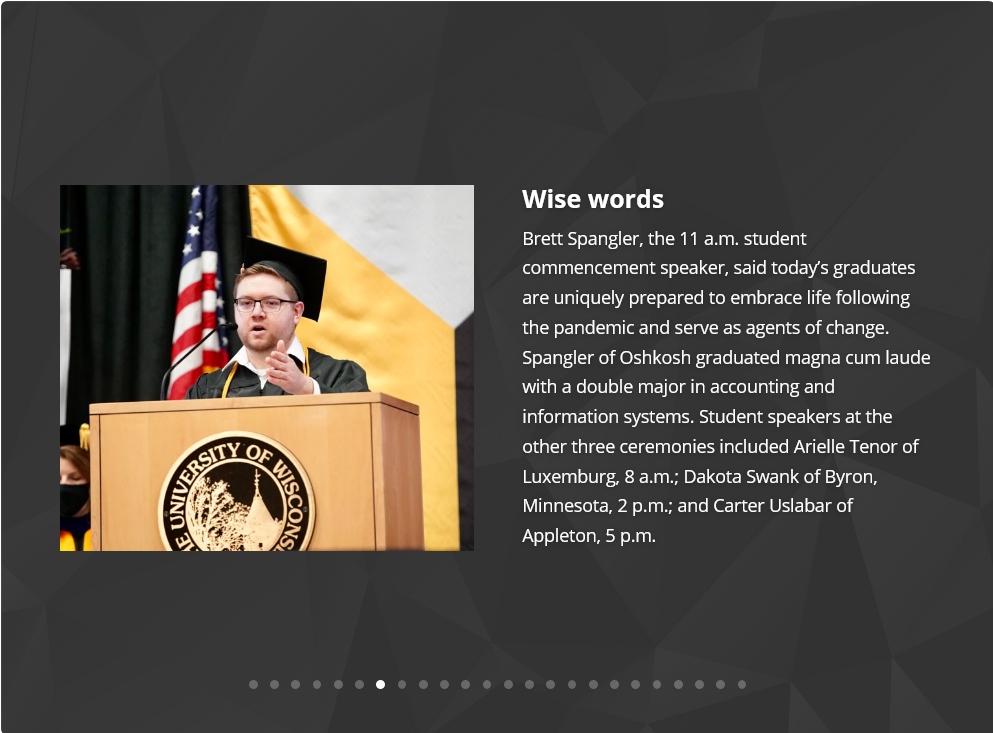 Wise words
Brett Spangler, the 11 a.m. student
commencement speaker, said today’s graduates
are uniquely prepared to embrace life following
the pandemic and serve as agents of change.
Spangler of Oshkosh graduated magna cum laude
with a double major in accounting and
information systems. Student speakers at the
other three ceremonies included Arielle Tenor of
Luxemburg, 8 a.m.; Dakota Swank of Byron,
Minnesota, 2 p.m.; and Carter Uslabar of
Appleton, 5 p.m.
UNIVERSITY OF WISCONS